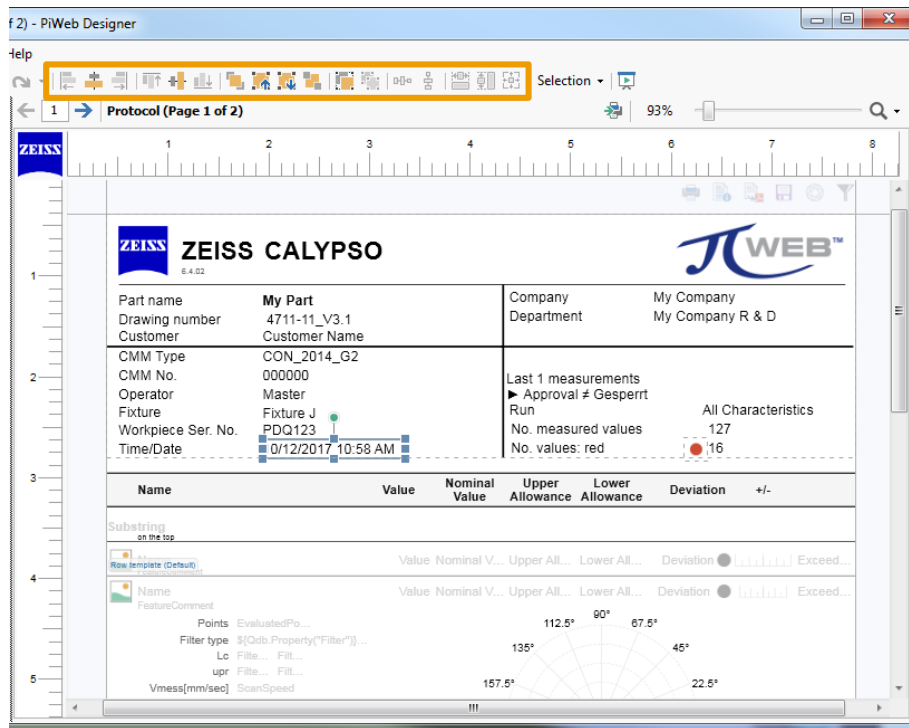 f 2) - PiWeb Designer
Help
Selection
1 Protocol (Page 1 of 2) 93%
ZEISS 1 2 3 4 5 6 7 8
ZEISS ZEISS CALYPSO πWEB™
6.4.02
Part name My Part Company My Company
Drawing number 4711-11_V3.1 Department My Company R & D
Customer Customer Name
CMM Type CON_2014_G2
CMM No. 000000 Last 1 measurements
Operator Master ► Approval ≠ Gesperrt
Fixture Fixture J Run All Characteristics
Workpiece Ser. No. PDQ123 No. measured values 127
Time/Date 0/12/2017 10:58 AM No. values: red 16
Name Value Nominal Value Upper Allowance Lower Allowance Deviation +/-
Substring
on the top
Row template (Default) Value Nominal V... Upper All... Lower All... Deviation Exceed...
Name Value Nominal V... Upper All... Lower All... Deviation Exceed...
FeatureComment
Points EvaluatedPo...
Filter type ${Qdb.Property("Filter")}...
Lc Filte... Filt...
upr Filte... Filt...
Vmess[mm/sec] ScanSpeed
90°
112.5° 67.5°
135° 45°
157.5° 22.5°
1
2
3
4
5